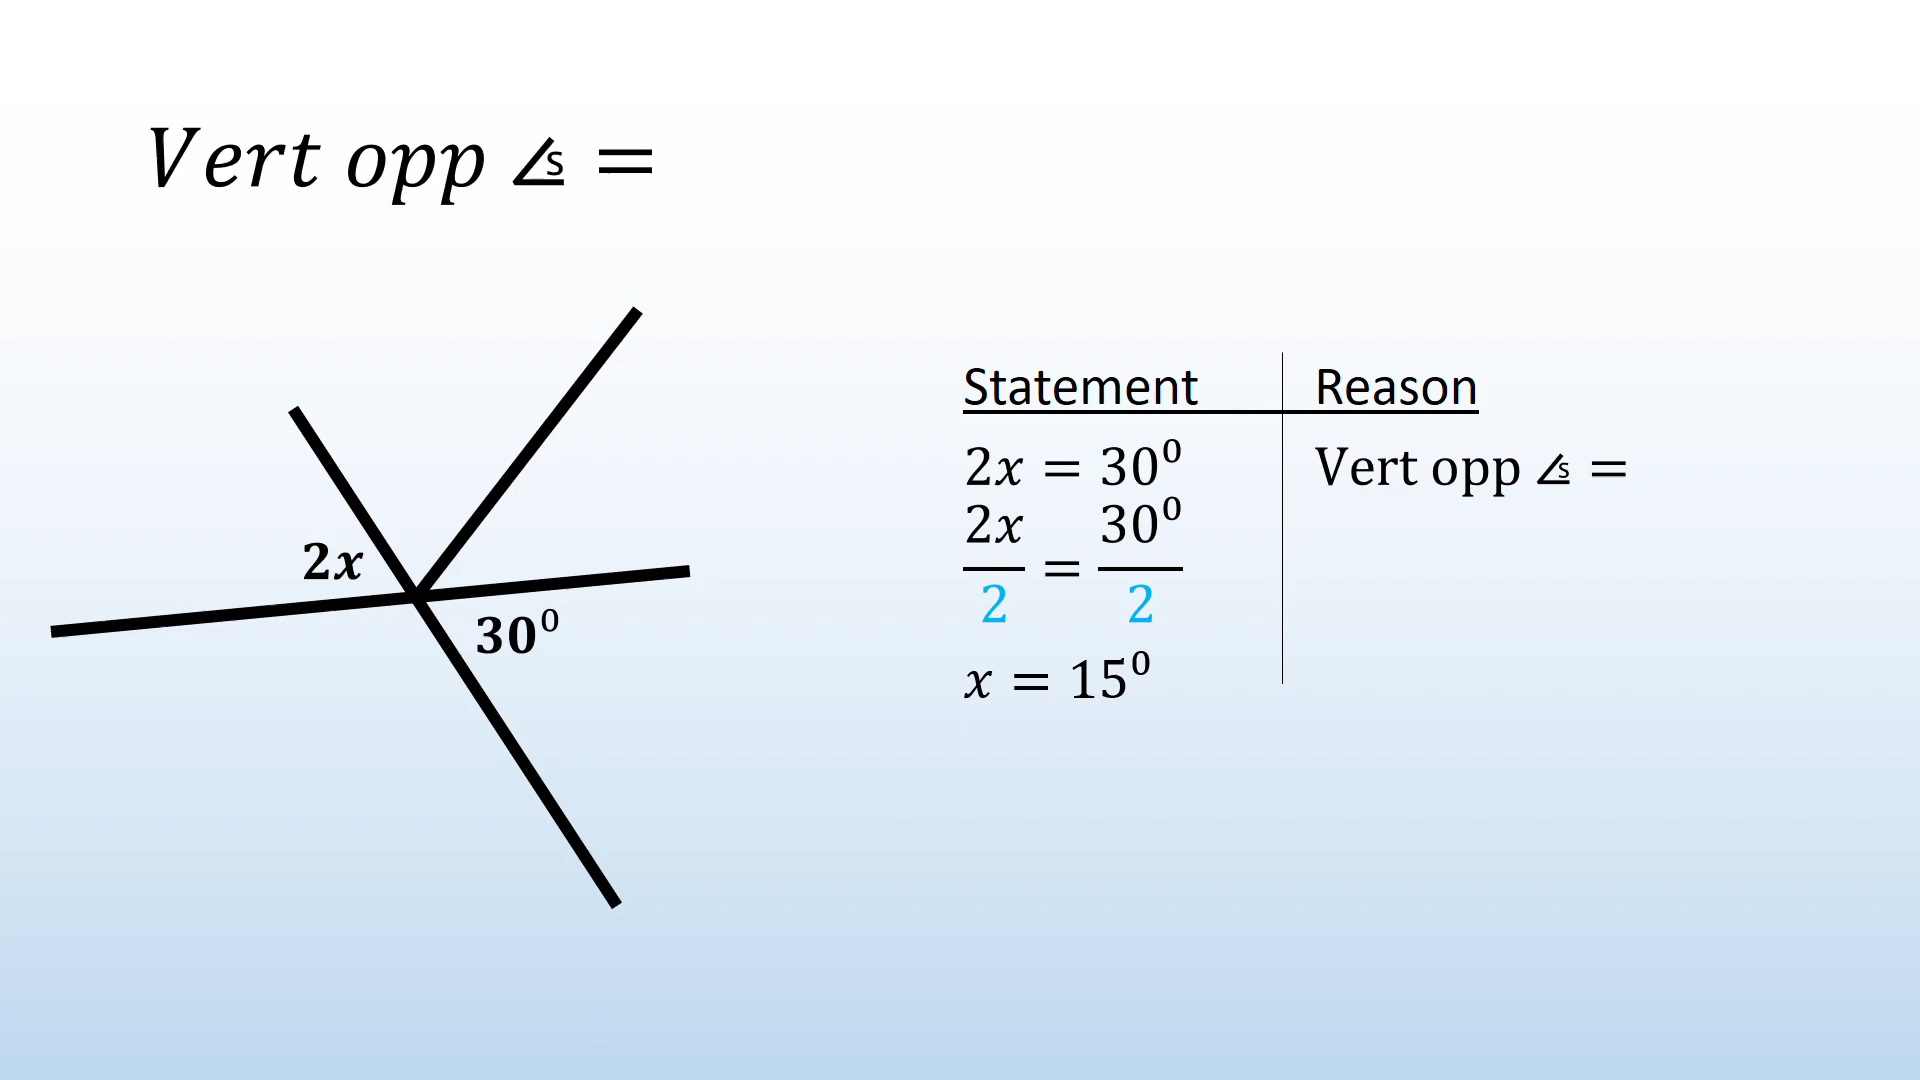 Vert opp ∠s =
2x
30⁰
Statement Reason
2x = 30⁰ Vert opp ∠s =
2x/2 = 30⁰/2
x = 15⁰